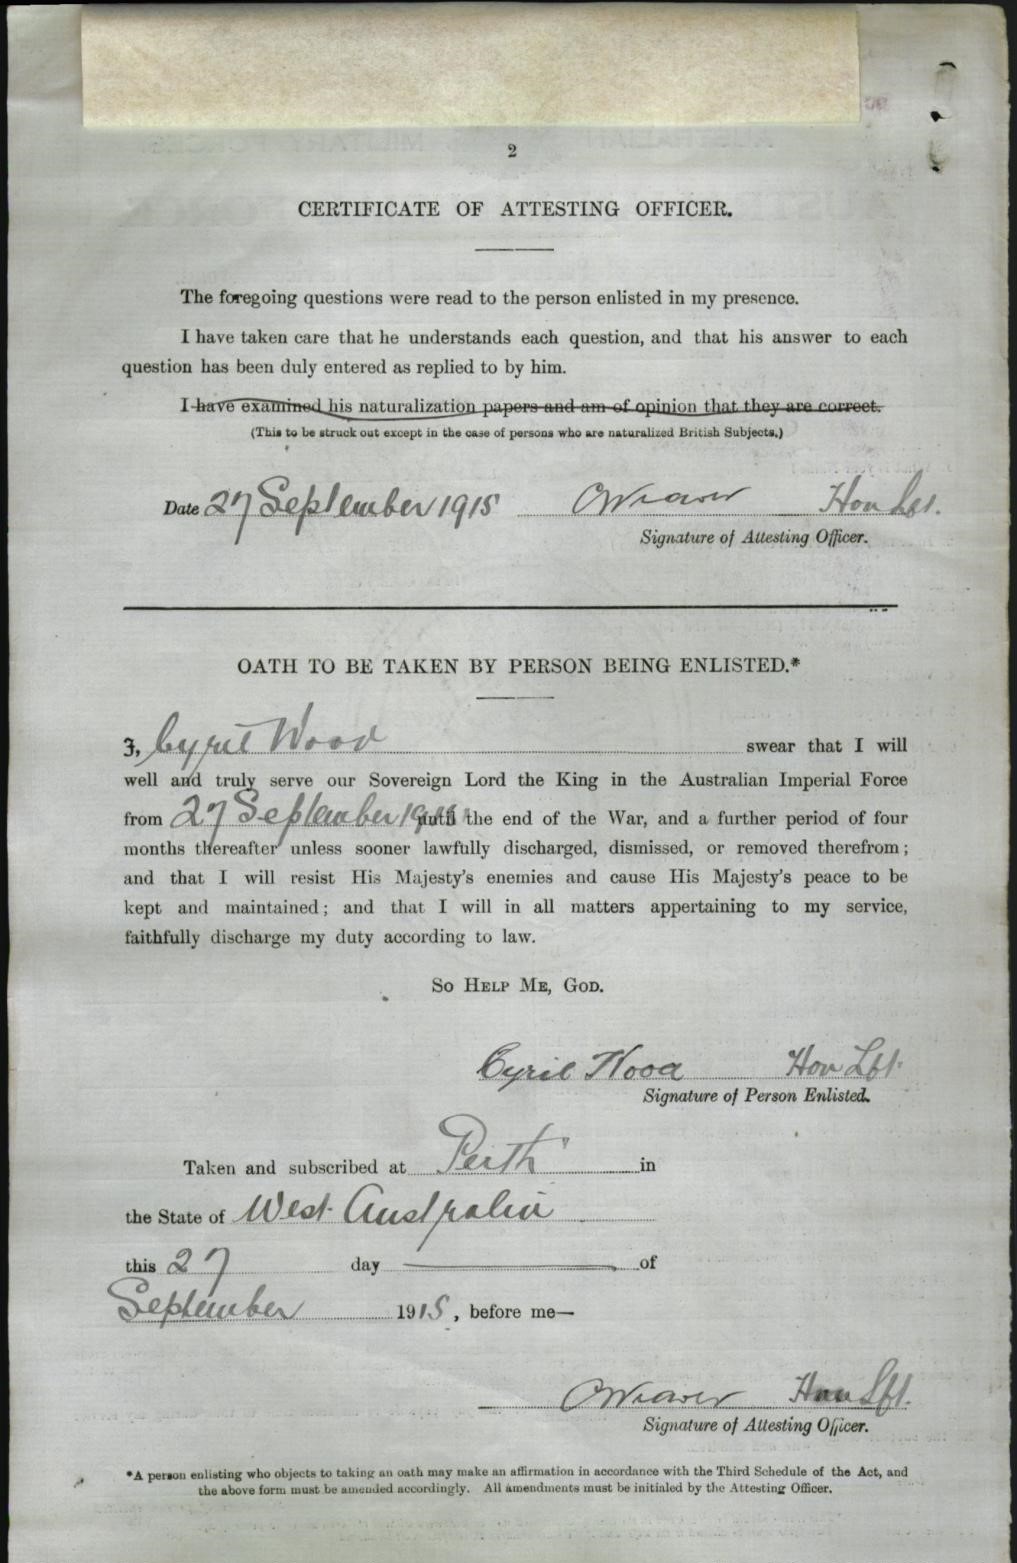 2
CERTIFICATE OF ATTESTING OFFICER.
The foregoing questions were read to the person enlisted in my presence.
I have taken care that he understands each question, and that his answer to each
question has been duly entered as replied to by him.
I have examined his naturalization papers and am of opinion that they are correct.
(This to be struck out except in the case of persons who are naturalized British Subjects.)
Date 27 September 1915 CWeaver Hon Lft.
Signature of Attesting Officer.
OATH TO BE TAKEN BY PERSON BEING ENLISTED.*
I, Cyril Wood swear that I will
well and truly serve our Sovereign Lord the King in the Australian Imperial Force
from 27 September 1915 until the end of the War, and a further period of four
months thereafter unless sooner lawfully discharged, dismissed, or removed therefrom;
and that I will resist His Majesty's enemies and cause His Majesty's peace to be
kept and maintained; and that I will in all matters appertaining to my service,
faithfully discharge my duty according to law.
SO HELP ME, GOD.
Cyril Wood Hon Lft.
Signature of Person Enlisted.
Taken and subscribed at Perth in
the State of West Australia
this 27 day of
September 1915, before me—
CWeaver Hon Lft.
Signature of Attesting Officer.
*A person enlisting who objects to taking an oath may make an affirmation in accordance with the Third Schedule of the Act, and
the above form must be amended accordingly. All amendments must be initialed by the Attesting Officer.